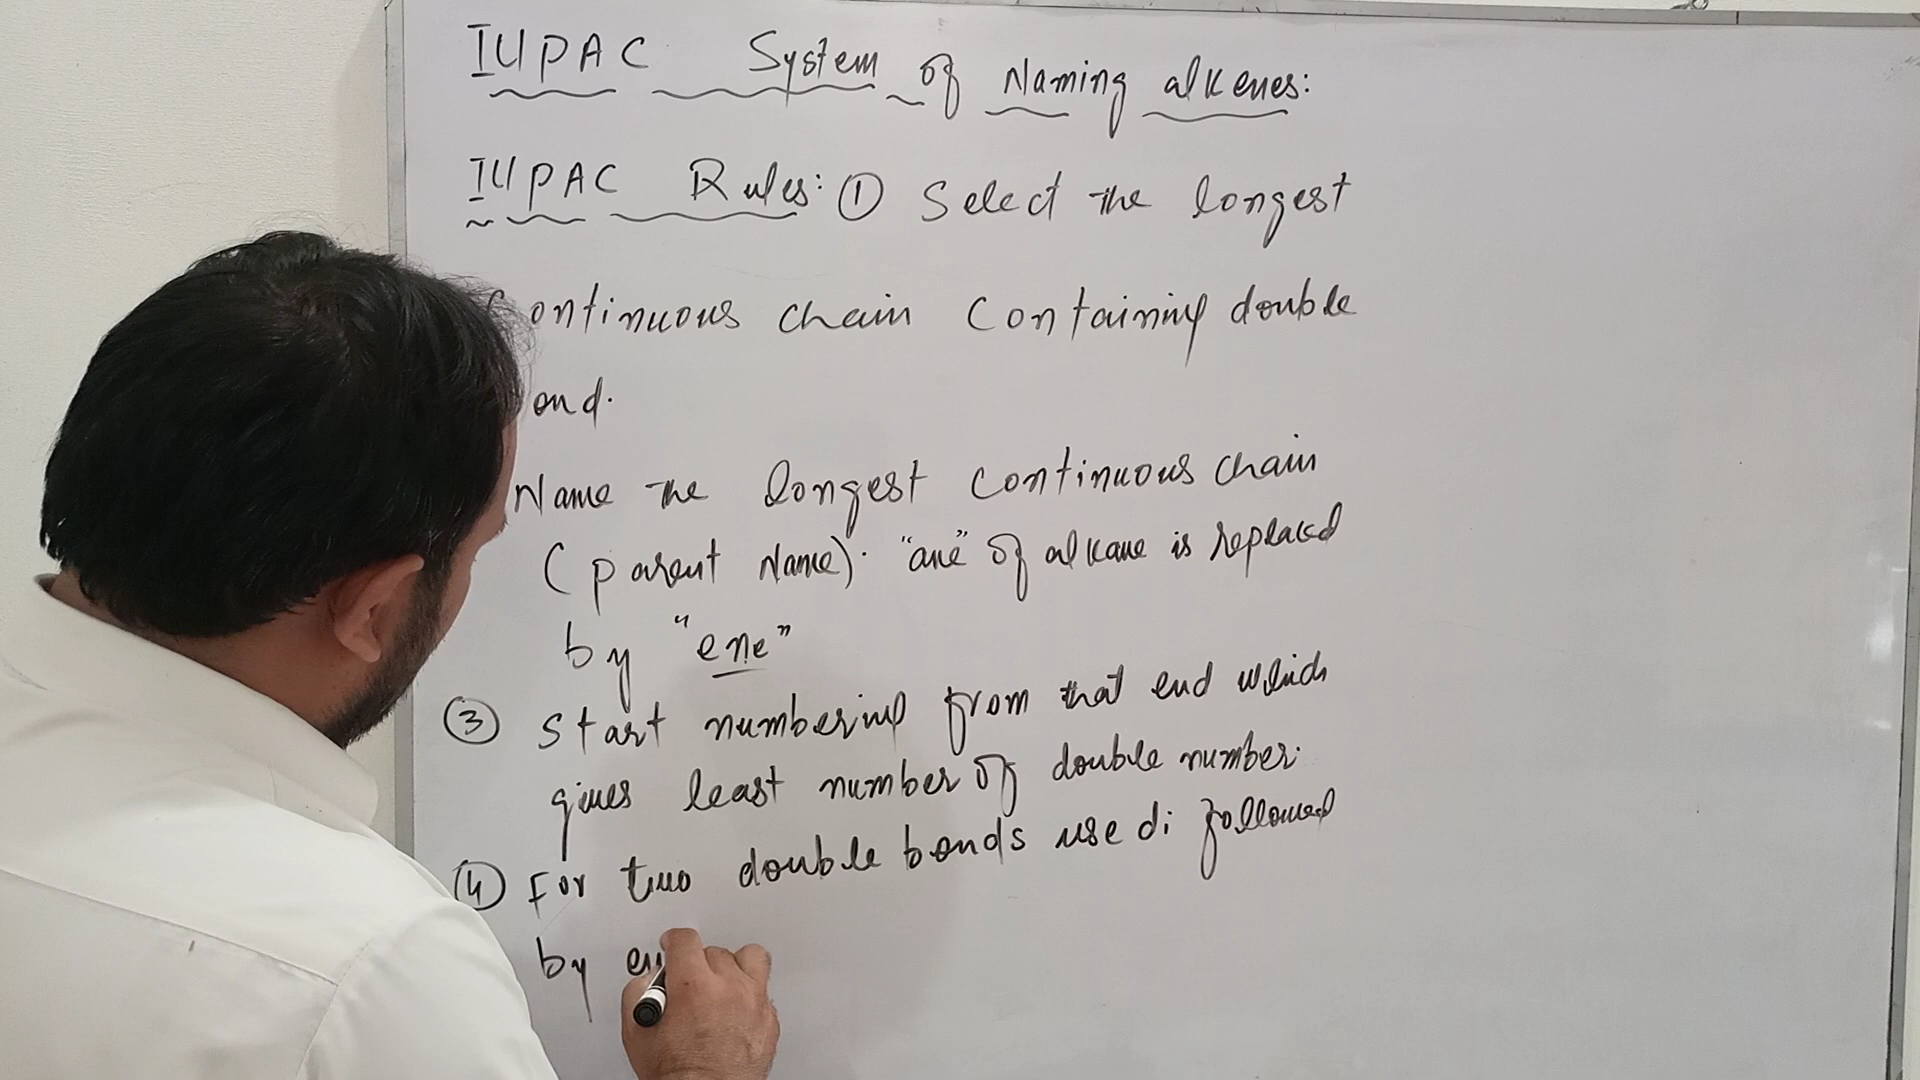 IUPAC System of Naming alkenes:
IUPAC Rules: ① Select the longest
ontinuous chain Containing double
ond.
Name the longest continuous chain
(parent Name). "ane" of alkane is replaced
by "ene"
③ Start numbering from that end which
gives least number of double number.
④ For two double bonds use di followed
by en